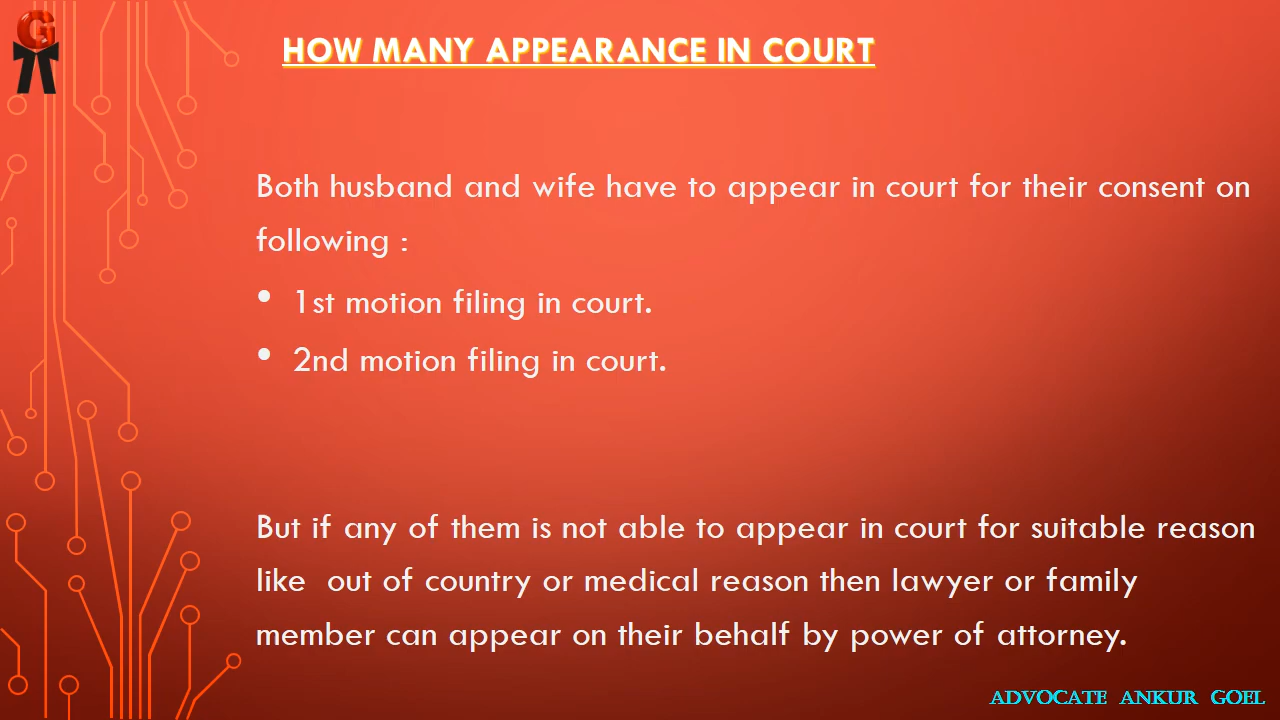 G
HOW MANY APPEARANCE IN COURT
Both husband and wife have to appear in court for their consent on
following :
• 1st motion filing in court.
• 2nd motion filing in court.
But if any of them is not able to appear in court for suitable reason
like  out of country or medical reason then lawyer or family
member can appear on their behalf by power of attorney.
ADVOCATE ANKUR GOEL